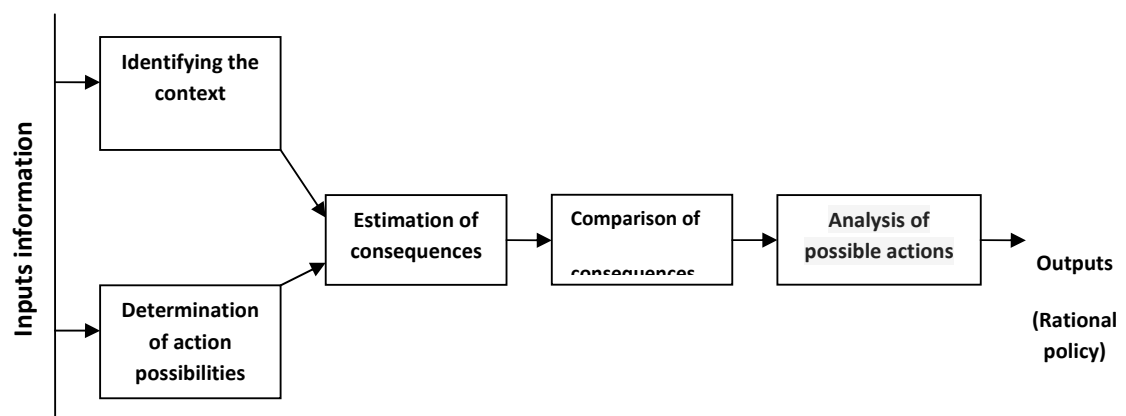 Inputs information
Identifying the
context
Determination
of action
possibilities
Estimation of
consequences
Comparison of
consequences
Analysis of
possible actions
Outputs
(Rational
policy)